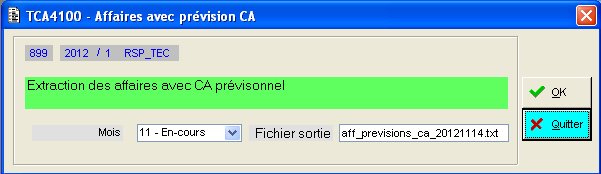 TCA4100 - Affaires avec prévision CA
899 2012 / 1 RSP_TEC
Extraction des affaires avec CA prévisonnel
OK
Mois 11 - En-cours Fichier sortie aff_previsions_ca_20121114.txt
Quitter